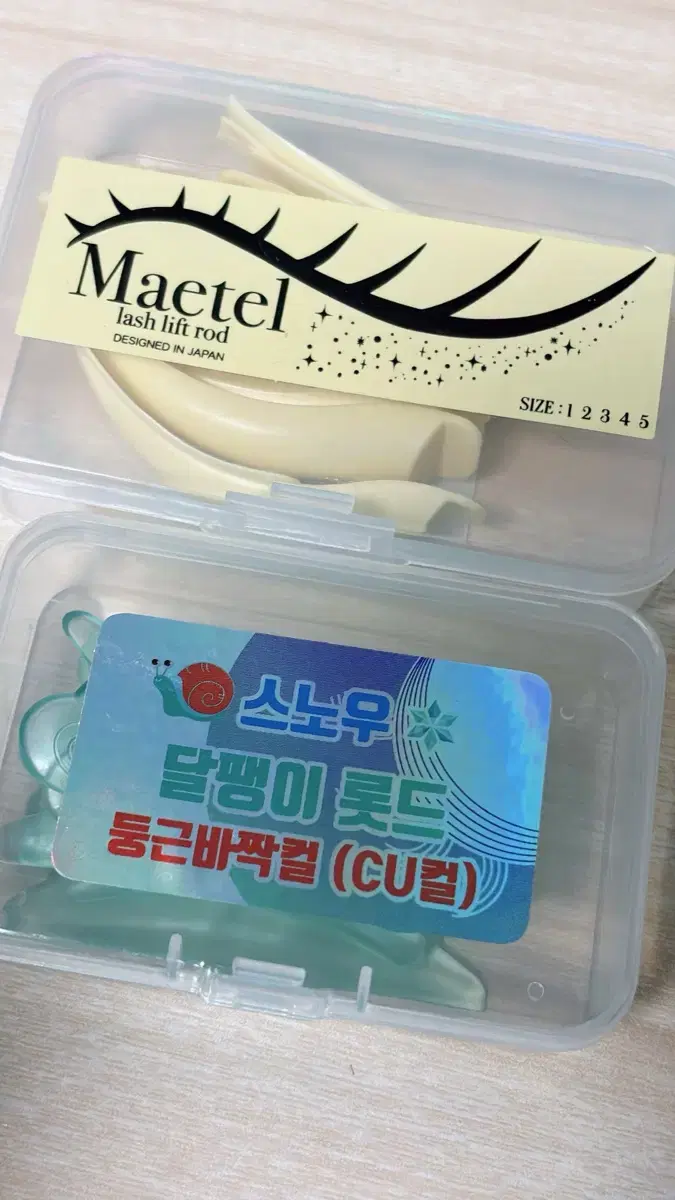 Maetel
lash lift rod
DESIGNED IN JAPAN
SIZE : 1 2 3 4 5
스노우
달팽이 롯드
둥근바짝컬 (CU컬)